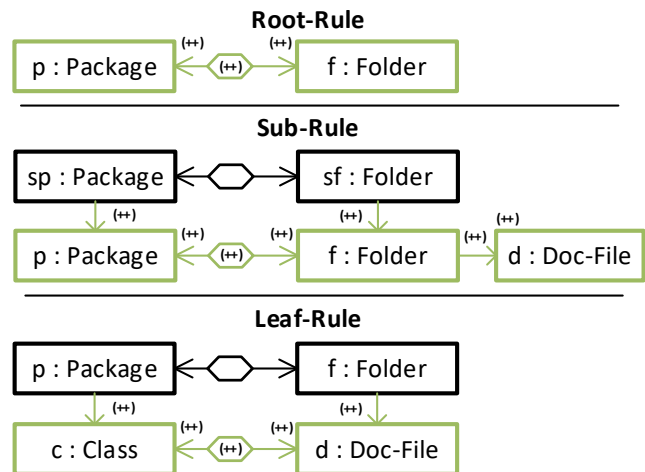 Root-Rule
(++) (++)
p : Package (++) f : Folder
Sub-Rule
sp : Package sf : Folder
(++) (++) (++) (++) (++) (++)
p : Package (++) f : Folder d : Doc-File
Leaf-Rule
p : Package f : Folder
(++) (++) (++) (++)
c : Class (++) d : Doc-File